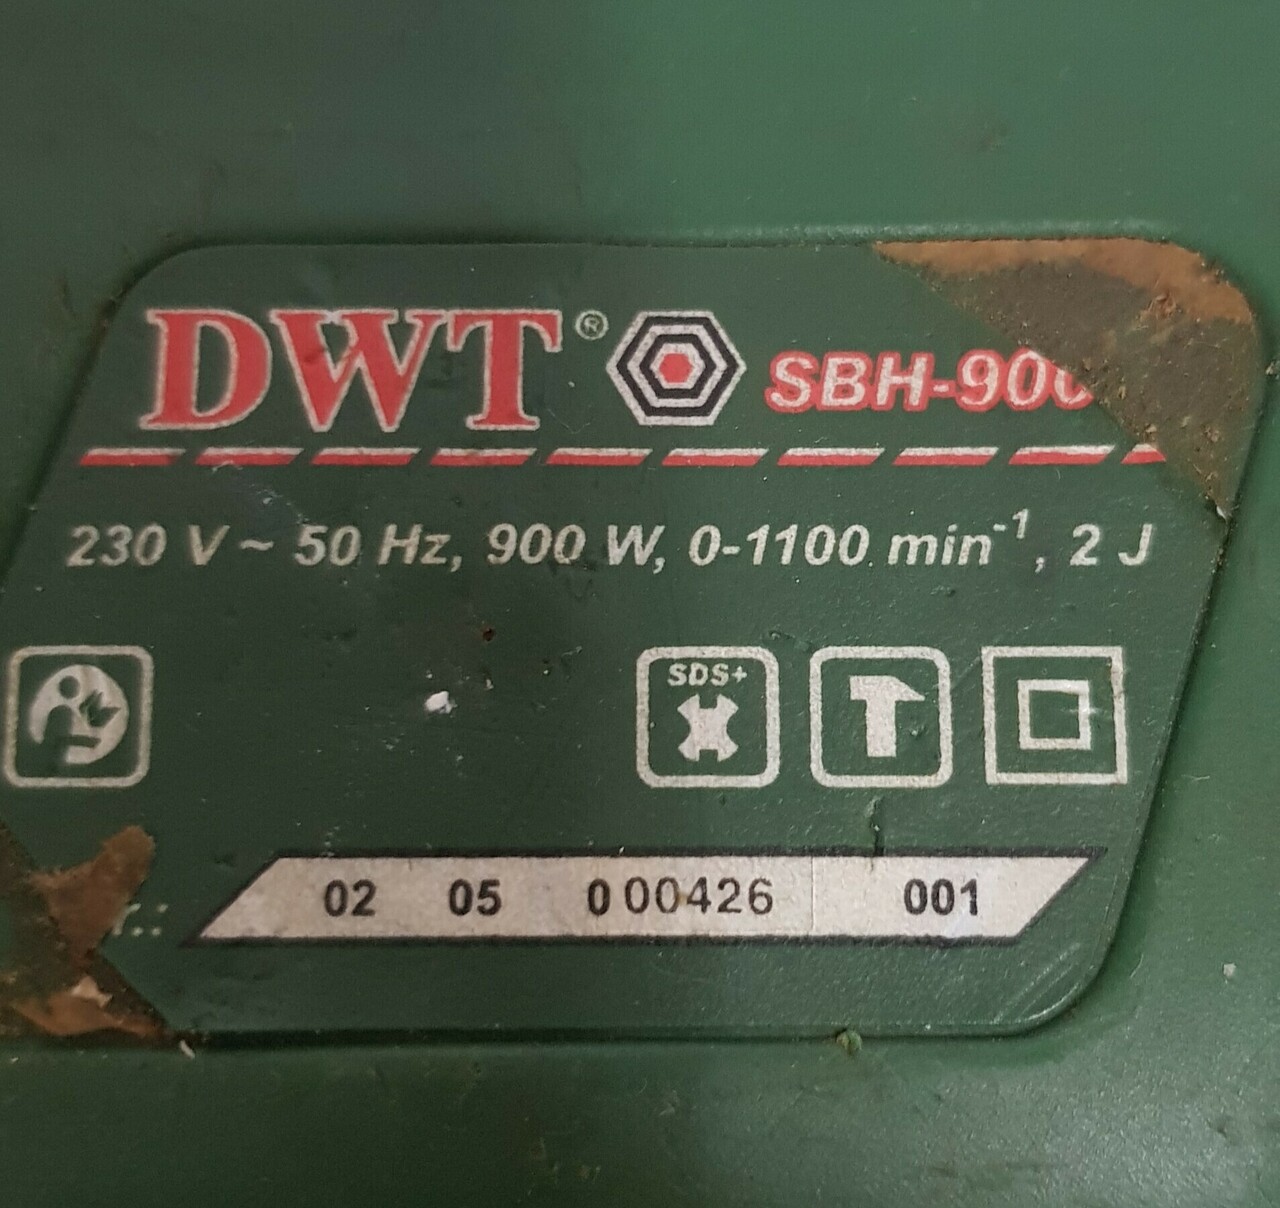 DWT® SBH-900
230 V ~ 50 Hz, 900 W, 0-1100 min⁻¹, 2 J
SDS+
02 05 0 00426 001